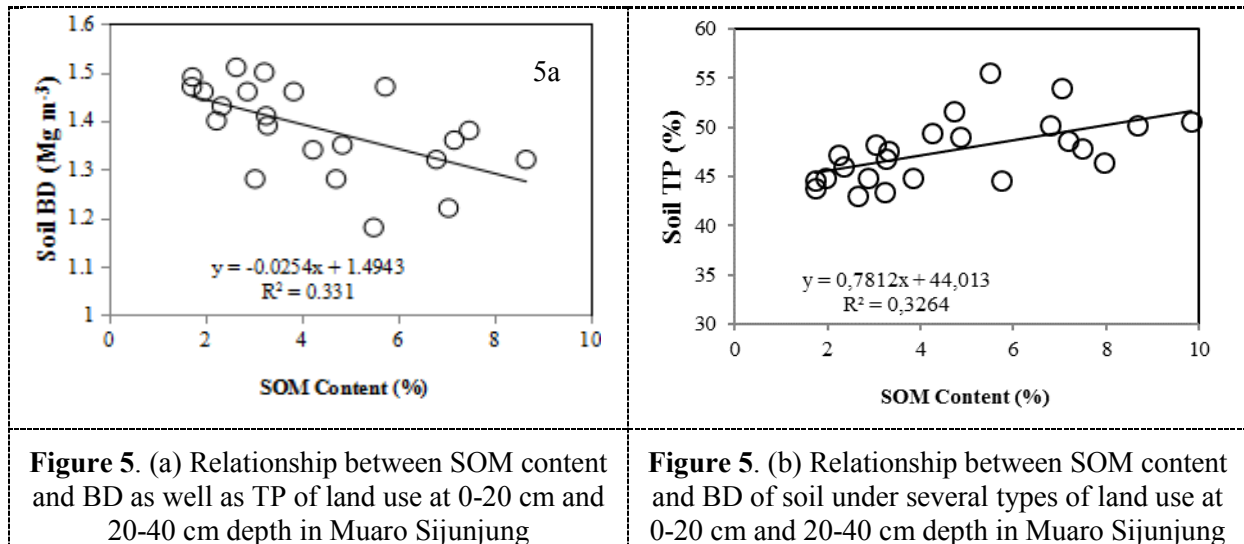 1.6
1.5
1.4
1.3
1.2
1.1
1
Soil BD (Mg m⁻³)
5a
y = -0.0254x + 1.4943
R² = 0.331
0 2 4 6 8 10
SOM Content (%)
60
55
50
45
40
35
30
Soil TP (%)
y = 0,7812x + 44,013
R² = 0,3264
0 2 4 6 8 10
SOM Content (%)
Figure 5. (a) Relationship between SOM content
and BD as well as TP of land use at 0-20 cm and
20-40 cm depth in Muaro Sijunjung
Figure 5. (b) Relationship between SOM content
and BD of soil under several types of land use at
0-20 cm and 20-40 cm depth in Muaro Sijunjung